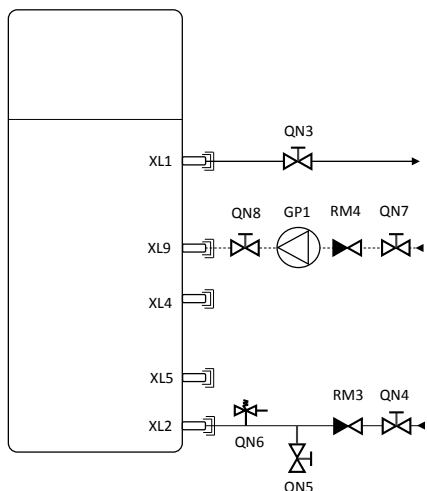 QN3
XL1
QN8 GP1 RM4 QN7
XL9
XL4
XL5
RM3 QN4
XL2
QN6
QN5